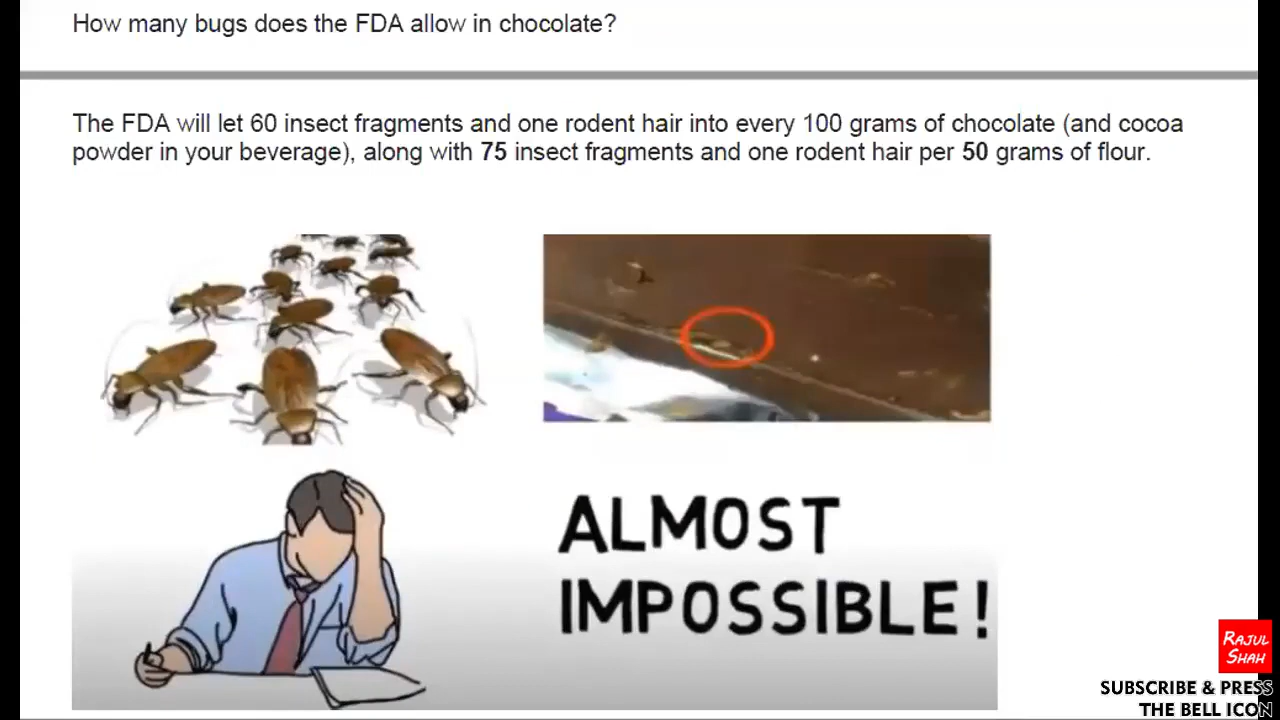 How many bugs does the FDA allow in chocolate?
The FDA will let 60 insect fragments and one rodent hair into every 100 grams of chocolate (and cocoa
powder in your beverage), along with 75 insect fragments and one rodent hair per 50 grams of flour.
ALMOST
IMPOSSIBLE!
RAJUL
SHAH
SUBSCRIBE & PRESS
THE BELL ICON